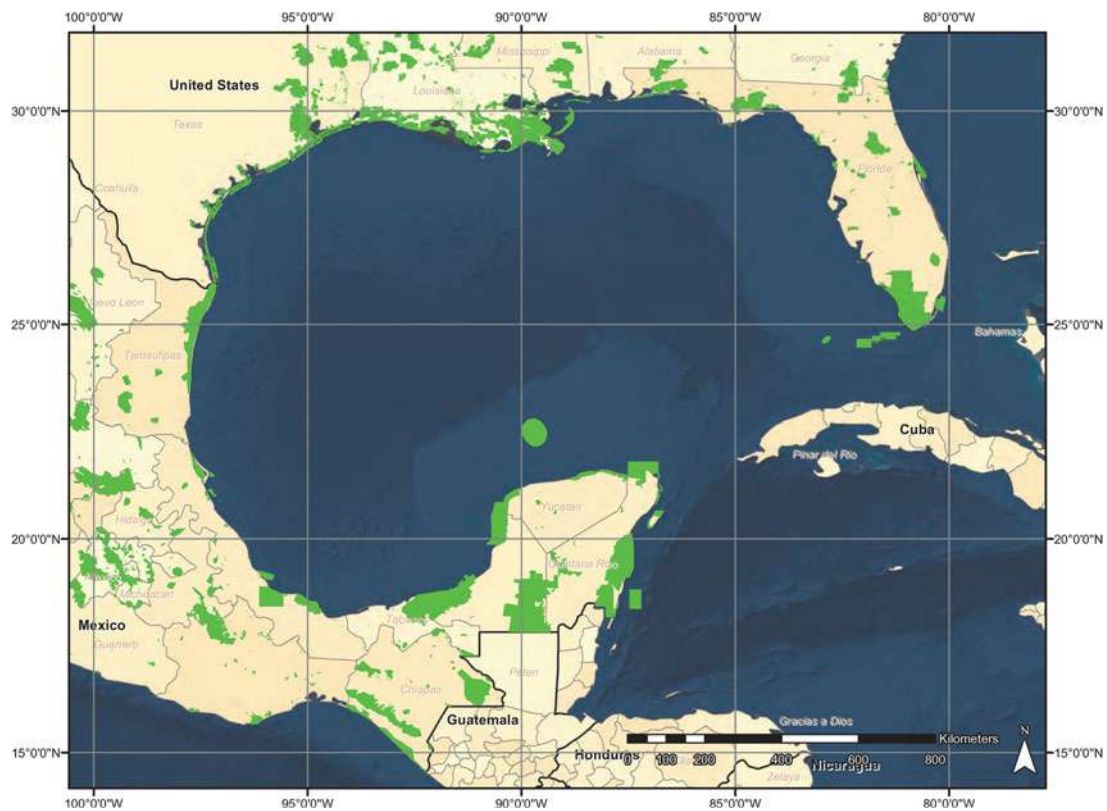 100°0'0"W 95°0'0"W 90°0'0"W 85°0'0"W 80°0'0"W
Mississippi Alabama Georgia
United States Louisiana
30°0'0"N 30°0'0"N
Texas
Florida
Coahuila
Nuevo Leon
25°0'0"N 25°0'0"N
Bahamas
Tamaulipas
Cuba
Pinar del Rio
Yucatan
Hidalgo
20°0'0"N 20°0'0"N
Quintana Roo
Michoacan
Mexico Tabasco
Guerrero Peten
Chiapas
Guatemala Gracias a Dios
Kilometers N
15°0'0"N Honduras 0 100 200 400 600 800 15°0'0"N
Nicaragua
Zelaya
100°0'0"W 95°0'0"W 90°0'0"W 85°0'0"W 80°0'0"W